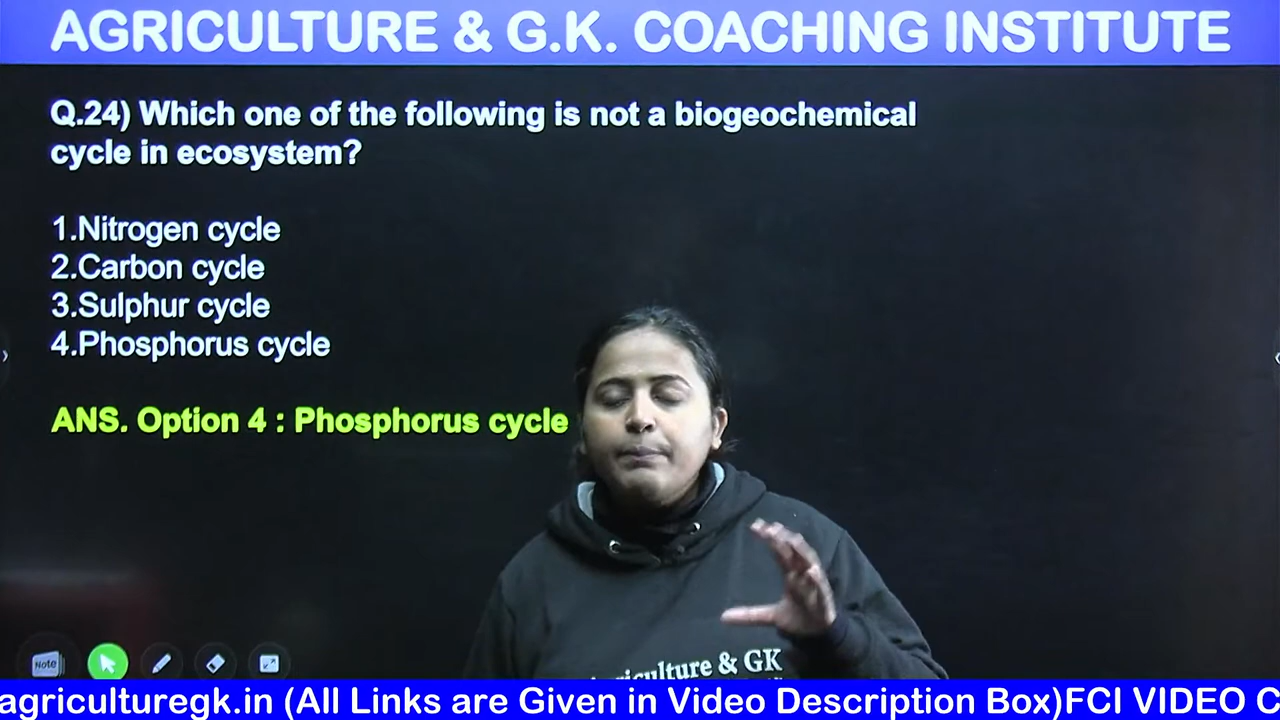 AGRICULTURE & G.K. COACHING INSTITUTE
Q.24) Which one of the following is not a biogeochemical
cycle in ecosystem?
1.Nitrogen cycle
2.Carbon cycle
3.Sulphur cycle
4.Phosphorus cycle
ANS. Option 4 : Phosphorus cycle
Note
Agriculture & GK
agriculturegk.in (All Links are Given in Video Description Box)FCI VIDEO C